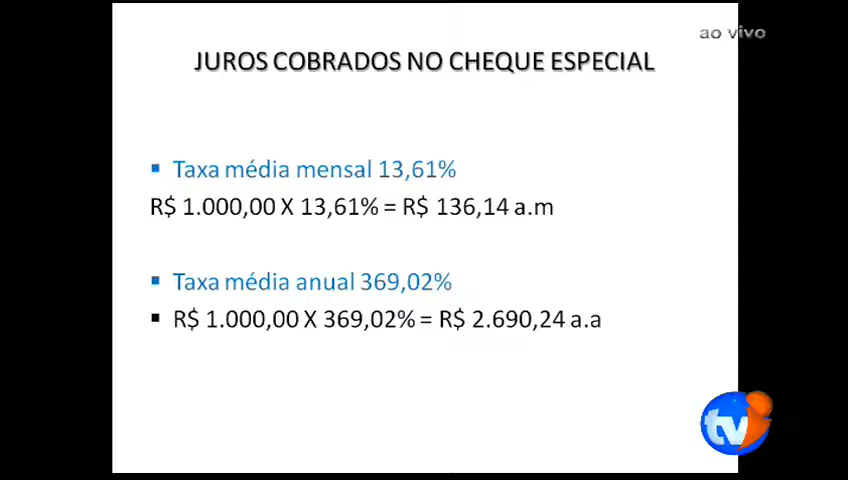 ao vivo
JUROS COBRADOS NO CHEQUE ESPECIAL
Taxa média mensal 13,61%
R$ 1.000,00 X 13,61% = R$ 136,14 a.m
Taxa média anual 369,02%
R$ 1.000,00 X 369,02% = R$ 2.690,24 a.a
tvi